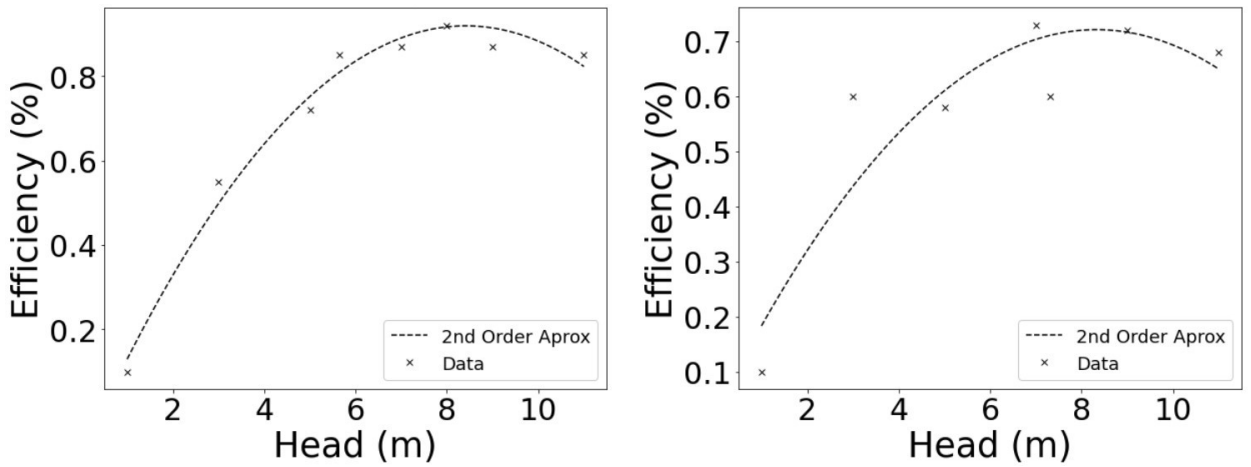 Efficiency (%)
0.8
0.6
0.4
0.2
2 4 6 8 10
Head (m)
2nd Order Aprox
Data
Efficiency (%)
0.7
0.6
0.5
0.4
0.3
0.2
0.1
2 4 6 8 10
Head (m)
2nd Order Aprox
Data